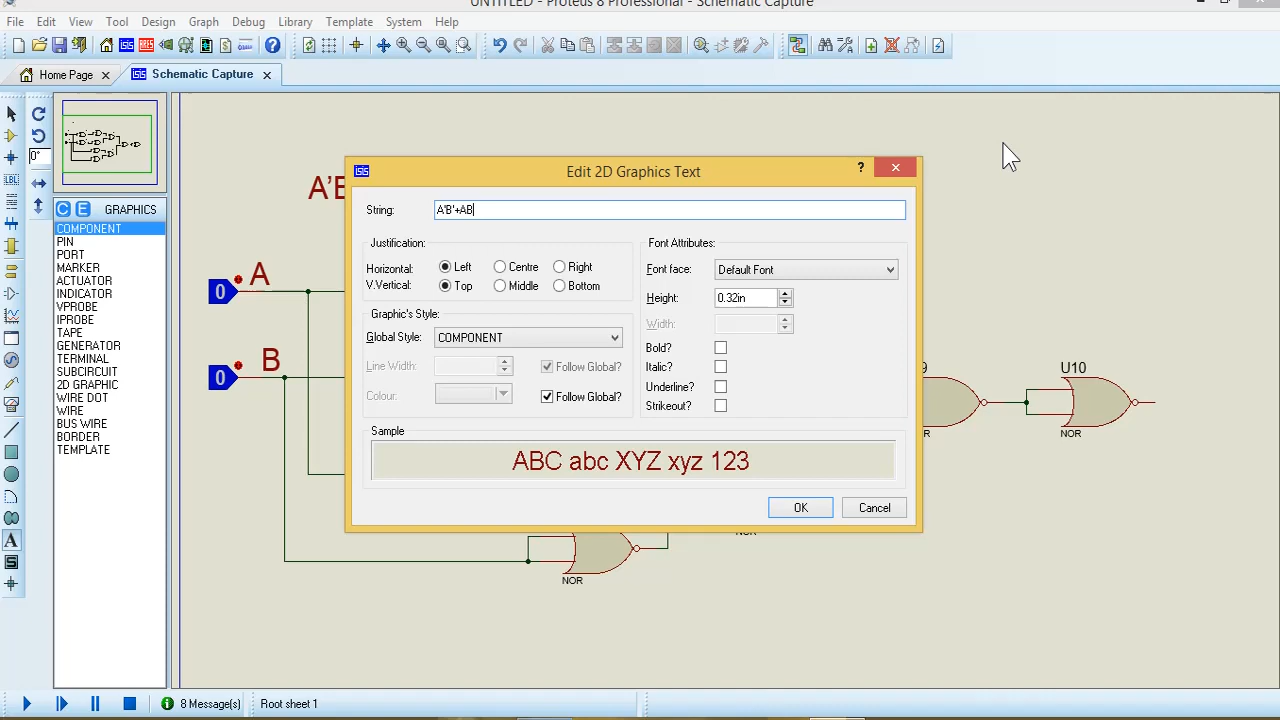 UNTITLED - Proteus 8 Professional - Schematic Capture
File Edit View Tool Design Graph Debug Library Template System Help
Home Page Schematic Capture
0°
LBL
C E GRAPHICS
COMPONENT
PIN
PORT
MARKER
ACTUATOR
INDICATOR
VPROBE
IPROBE
TAPE
GENERATOR
TERMINAL
SUBCIRCUIT
2D GRAPHIC
WIRE DOT
WIRE
BUS WIRE
BORDER
TEMPLATE
A'B
A
0
B
0
Edit 2D Graphics Text
String: A'B'+AB
Justification:
Horizontal: Left Centre Right
V.Vertical: Top Middle Bottom
Graphic's Style:
Global Style: COMPONENT
Line Width: Follow Global?
Colour: Follow Global?
Font Attributes:
Font face: Default Font
Height: 0.32in
Width:
Bold?
Italic?
Underline?
Strikeout?
Sample
ABC abc XYZ xyz 123
OK Cancel
9
R
U10
NOR
NOR
NOR
8 Message(s) Root sheet 1